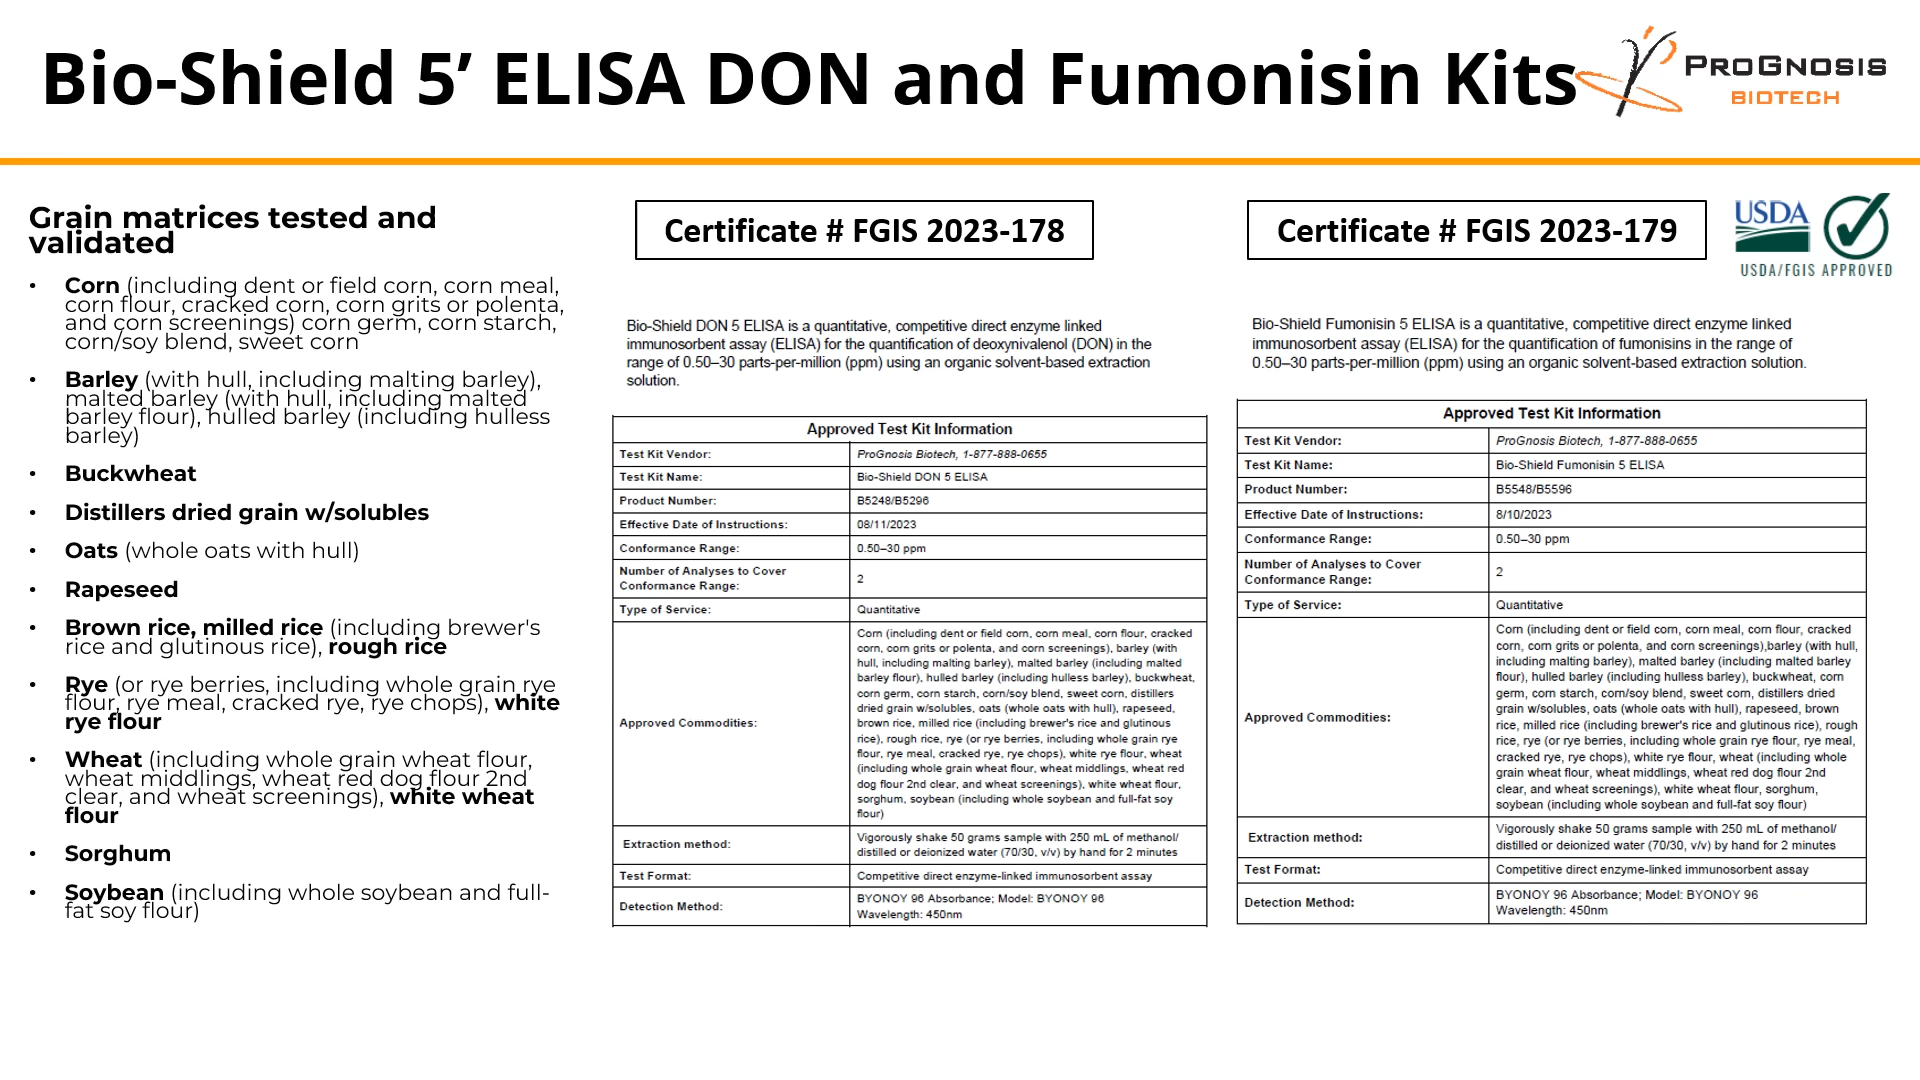 Bio-Shield 5’ ELISA DON and Fumonisin Kits
PROGNOSIS
BIOTECH
Grain matrices tested and
validated
• Corn (including dent or field corn, corn meal,
corn flour, cracked corn, corn grits or polenta,
and corn screenings) corn germ, corn starch,
corn/soy blend, sweet corn
• Barley (with hull, including malting barley),
malted barley (with hull, including malted
barley flour), hulled barley (including hulless
barley)
• Buckwheat
• Distillers dried grain w/solubles
• Oats (whole oats with hull)
• Rapeseed
• Brown rice, milled rice (including brewer's
rice and glutinous rice), rough rice
• Rye (or rye berries, including whole grain rye
flour, rye meal, cracked rye, rye chops), white
rye flour
• Wheat (including whole grain wheat flour,
wheat middlings, wheat red dog flour 2nd
clear, and wheat screenings), white wheat
flour
• Sorghum
• Soybean (including whole soybean and full-
fat soy flour)
Certificate # FGIS 2023-178
Bio-Shield DON 5 ELISA is a quantitative, competitive direct enzyme linked
immunosorbent assay (ELISA) for the quantification of deoxynivalenol (DON) in the
range of 0.50–30 parts-per-million (ppm) using an organic solvent-based extraction
solution.
Approved Test Kit Information
Test Kit Vendor: ProGnosis Biotech, 1-877-888-0655
Test Kit Name: Bio-Shield DON 5 ELISA
Product Number: B5248/B5296
Effective Date of Instructions: 08/11/2023
Conformance Range: 0.50–30 ppm
Number of Analyses to Cover
Conformance Range: 2
Type of Service: Quantitative
Approved Commodities:
Corn (including dent or field corn, corn meal, corn flour, cracked
corn, corn grits or polenta, and corn screenings), barley (with
hull, including malting barley), malted barley (including malted
barley flour), hulled barley (including hulless barley), buckwheat,
corn germ, corn starch, corn/soy blend, sweet corn, distillers
dried grain w/solubles, oats (whole oats with hull), rapeseed,
brown rice, milled rice (including brewer's rice and glutinous
rice), rough rice, rye (or rye berries, including whole grain rye
flour, rye meal, cracked rye, rye chops), white rye flour, wheat
(including whole grain wheat flour, wheat middlings, wheat red
dog flour 2nd clear, and wheat screenings), white wheat flour,
sorghum, soybean (including whole soybean and full-fat soy
flour)
Extraction method:
Vigorously shake 50 grams sample with 250 mL of methanol/
distilled or deionized water (70/30, v/v) by hand for 2 minutes
Test Format: Competitive direct enzyme-linked immunosorbent assay
Detection Method:
BYONOY 96 Absorbance; Model: BYONOY 96
Wavelength: 450nm
Certificate # FGIS 2023-179
USDA
USDA/FGIS APPROVED
Bio-Shield Fumonisin 5 ELISA is a quantitative, competitive direct enzyme linked
immunosorbent assay (ELISA) for the quantification of fumonisins in the range of
0.50–30 parts-per-million (ppm) using an organic solvent-based extraction solution.
Approved Test Kit Information
Test Kit Vendor: ProGnosis Biotech, 1-877-888-0655
Test Kit Name: Bio-Shield Fumonisin 5 ELISA
Product Number: B5548/B5596
Effective Date of Instructions: 8/10/2023
Conformance Range: 0.50–30 ppm
Number of Analyses to Cover
Conformance Range: 2
Type of Service: Quantitative
Approved Commodities:
Corn (including dent or field corn, corn meal, corn flour, cracked
corn, corn grits or polenta, and corn screenings),barley (with hull,
including malting barley), malted barley (including malted barley
flour), hulled barley (including hulless barley), buckwheat, corn
germ, corn starch, corn/soy blend, sweet corn, distillers dried
grain w/solubles, oats (whole oats with hull), rapeseed, brown
rice, milled rice (including brewer's rice and glutinous rice), rough
rice, rye (or rye berries, including whole grain rye flour, rye meal,
cracked rye, rye chops), white rye flour, wheat (including whole
grain wheat flour, wheat middlings, wheat red dog flour 2nd
clear, and wheat screenings), white wheat flour, sorghum,
soybean (including whole soybean and full-fat soy flour)
Extraction method:
Vigorously shake 50 grams sample with 250 mL of methanol/
distilled or deionized water (70/30, v/v) by hand for 2 minutes
Test Format: Competitive direct enzyme-linked immunosorbent assay
Detection Method:
BYONOY 96 Absorbance; Model: BYONOY 96
Wavelength: 450nm